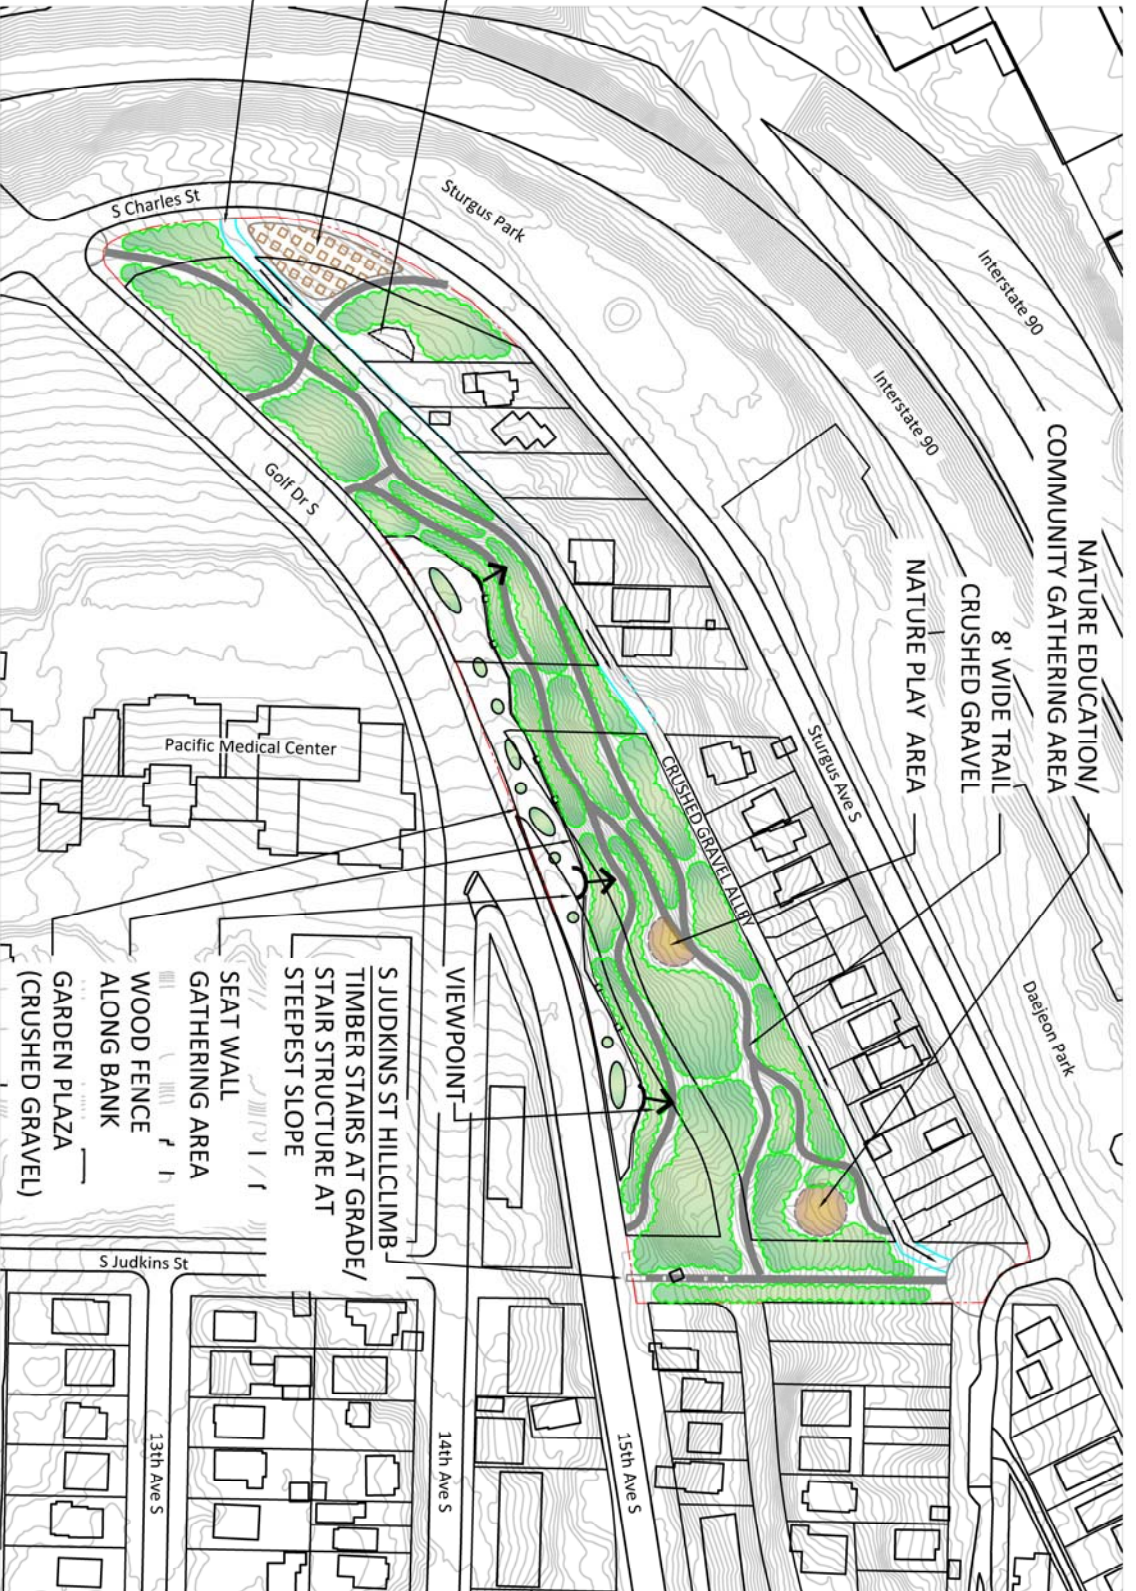 S Charles St
Sturgus Park
Interstate 90
Interstate 90
NATURE EDUCATION/
COMMUNITY GATHERING AREA
8' WIDE TRAIL
CRUSHED GRAVEL
NATURE PLAY AREA
Golf Dr S
Sturgus Ave S
CRUSHED GRAVEL ALLEY
Pacific Medical Center
Daejeon Park
VIEWPOINT
S JUDKINS ST HILLCLIMB
TIMBER STAIRS AT GRADE/
STAIR STRUCTURE AT
STEEPEST SLOPE
SEAT WALL
GATHERING AREA
WOOD FENCE
ALONG BANK
GARDEN PLAZA
(CRUSHED GRAVEL)
S Judkins St
13th Ave S
14th Ave S
15th Ave S